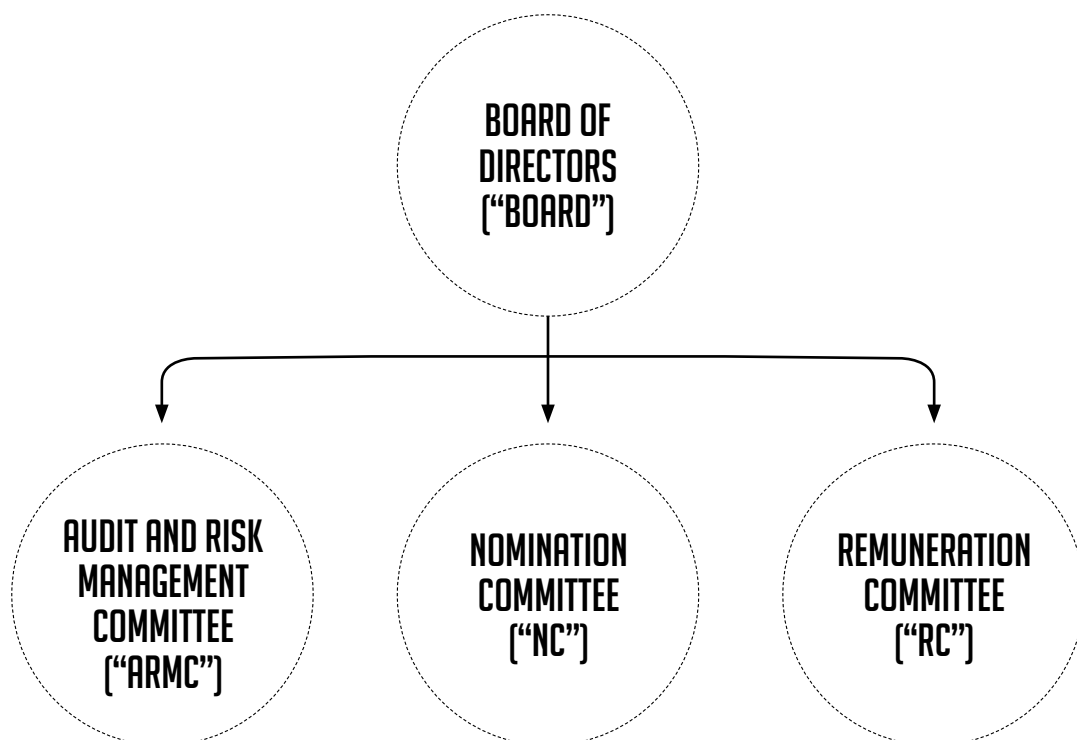 BOARD OF
DIRECTORS
(“BOARD”)
AUDIT AND RISK
MANAGEMENT
COMMITTEE
(“ARMC”)
NOMINATION
COMMITTEE
(“NC”)
REMUNERATION
COMMITTEE
(“RC”)